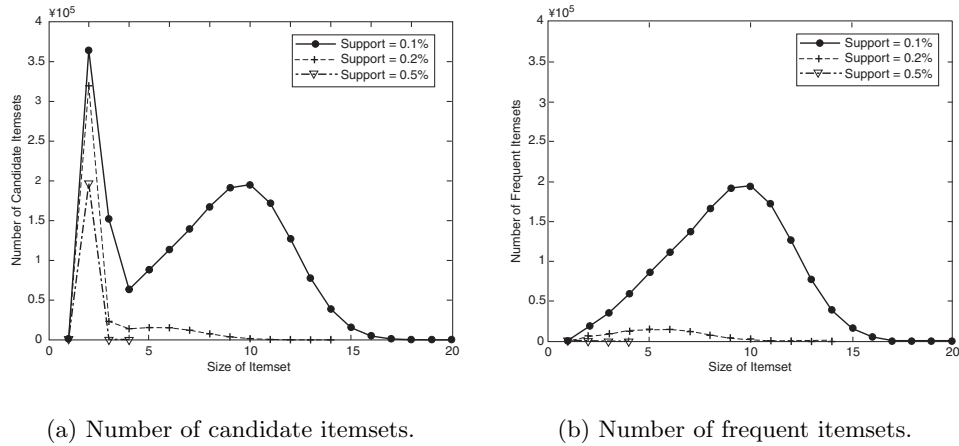 ¥10⁵
4
3.5
3
2.5
2
1.5
1
0.5
0
Number of Candidate Itemsets
0
5
10
15
20
Size of Itemset
Support = 0.1%
Support = 0.2%
Support = 0.5%
(a) Number of candidate itemsets.
¥10⁵
4
3.5
3
2.5
2
1.5
1
0.5
0
Number of Frequent Itemsets
0
5
10
15
20
Size of Itemset
Support = 0.1%
Support = 0.2%
Support = 0.5%
(b) Number of frequent itemsets.